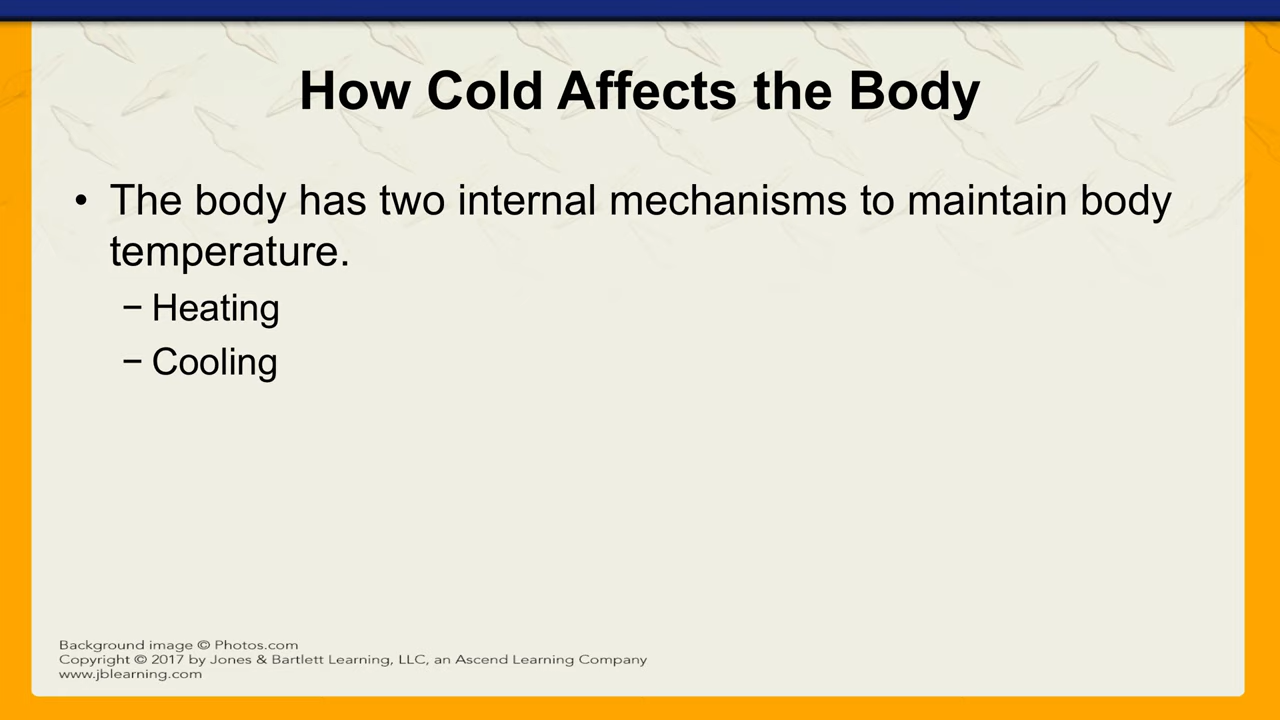 How Cold Affects the Body
• The body has two internal mechanisms to maintain body
temperature.
− Heating
− Cooling
Background image © Photos.com
Copyright © 2017 by Jones & Bartlett Learning, LLC, an Ascend Learning Company
www.jblearning.com